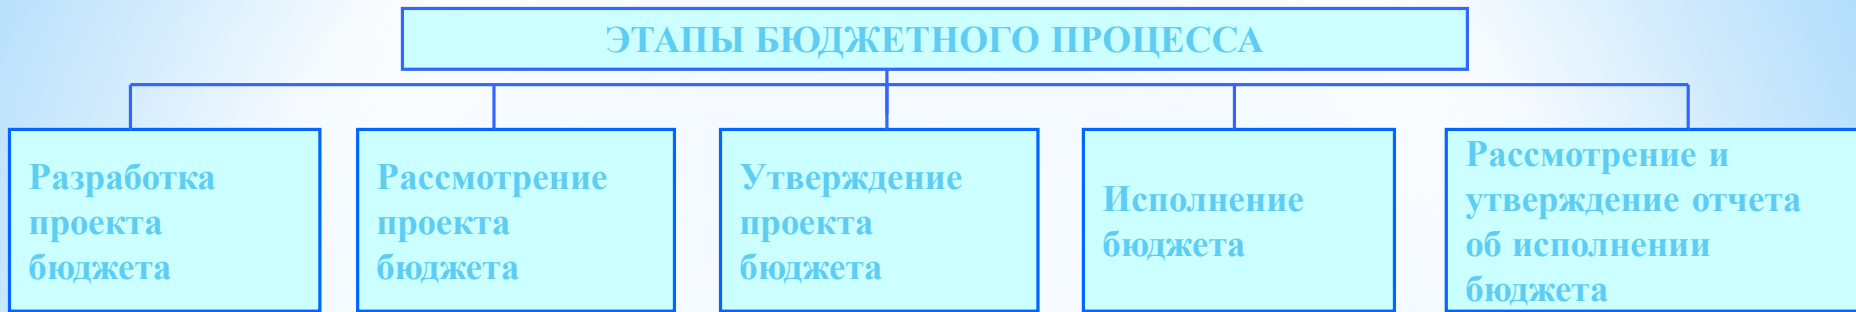 ЭТАПЫ БЮДЖЕТНОГО ПРОЦЕССА
Разработка
проекта
бюджета
Рассмотрение
проекта
бюджета
Утверждение
проекта
бюджета
Исполнение
бюджета
Рассмотрение и
утверждение отчета
об исполнении
бюджета